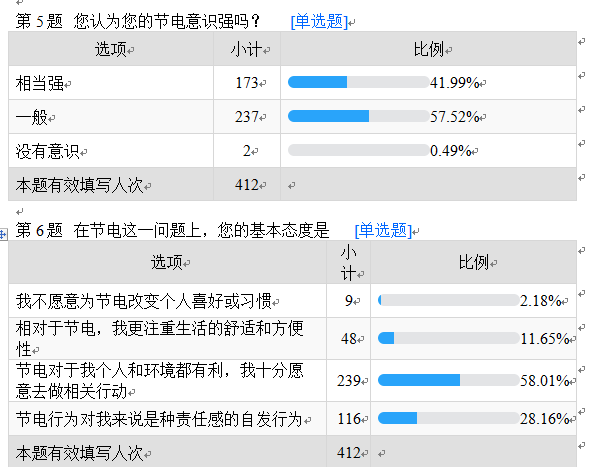 第 5 题 您认为您的节电意识强吗？ [单选题]
选项 小计 比例
相当强 173 41.99%
一般 237 57.52%
没有意识 2 0.49%
本题有效填写人次 412
第 6 题 在节电这一问题上，您的基本态度是 [单选题]
选项 小计 比例
我不愿意为节电改变个人喜好或习惯 9 2.18%
相对于节电，我更注重生活的舒适和方便
性 48 11.65%
节电对于我个人和环境都有利，我十分愿
意去做相关行动 239 58.01%
节电行为对我来说是种责任感的自发行为 116 28.16%
本题有效填写人次 412